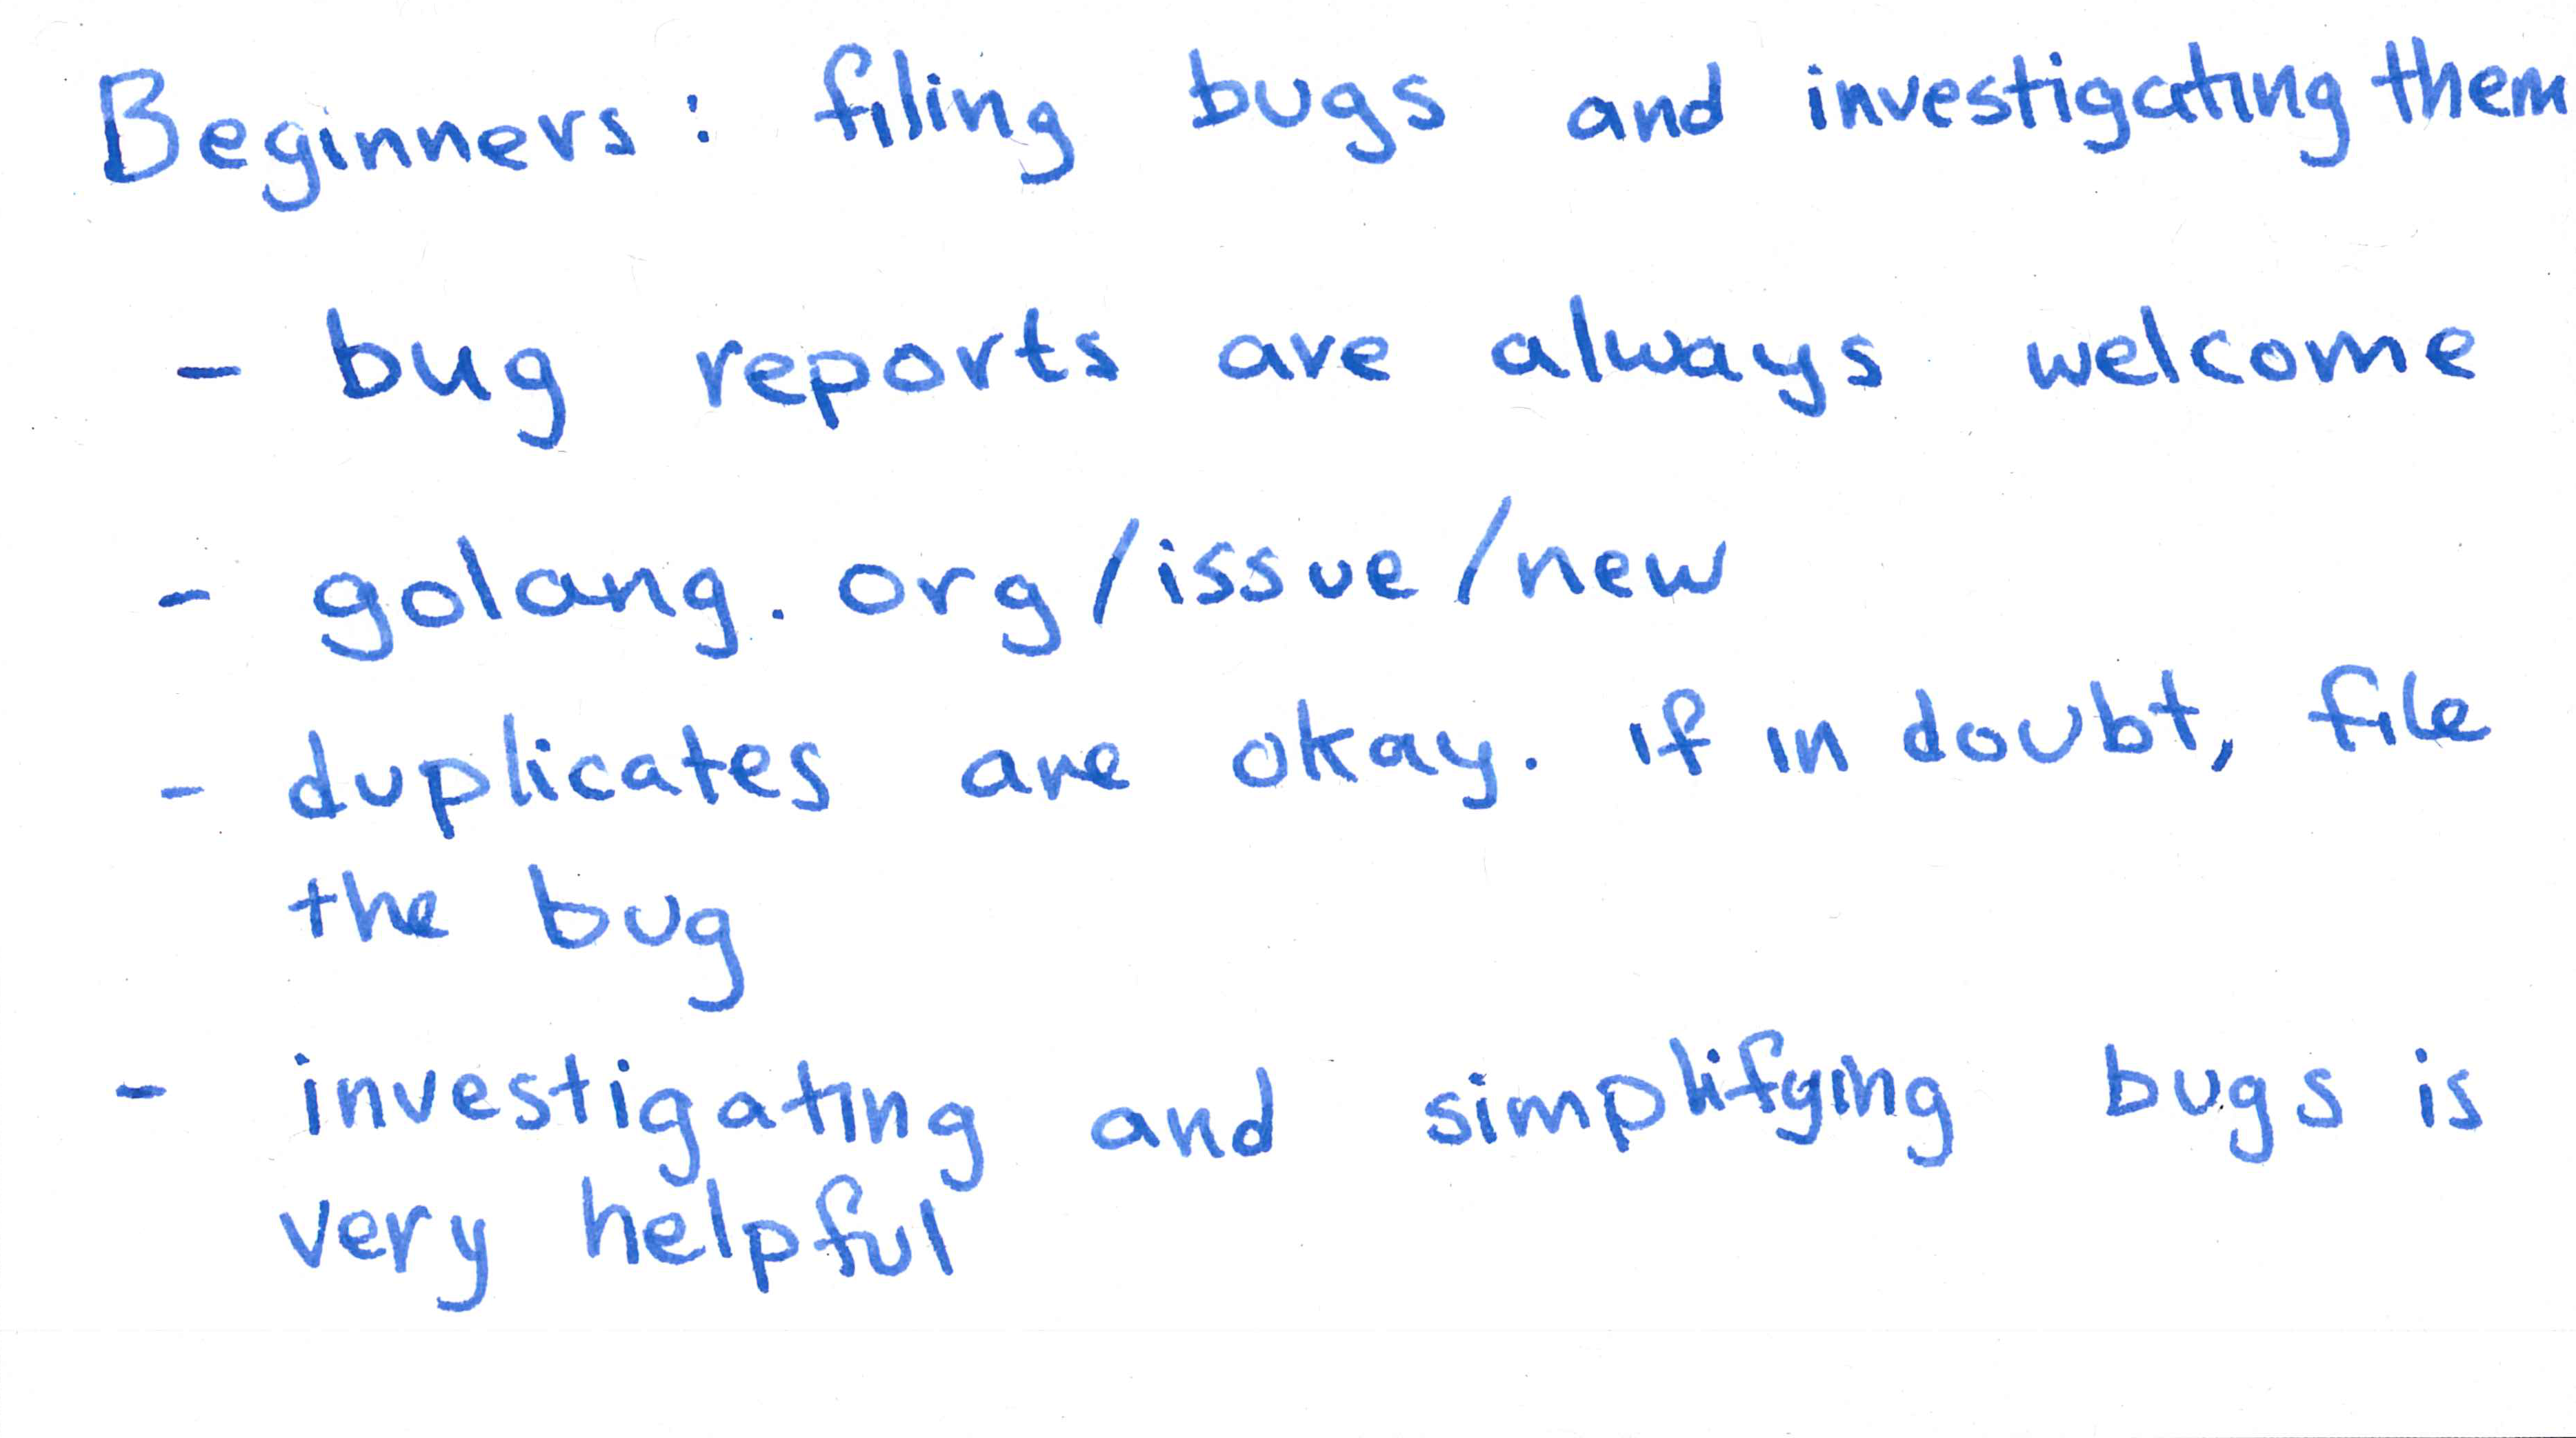 Beginners: filing bugs and investigating them
- bug reports are always welcome
- golang.org/issue/new
- duplicates are okay. if in doubt, file
the bug
- investigating and simplifying bugs is
very helpful